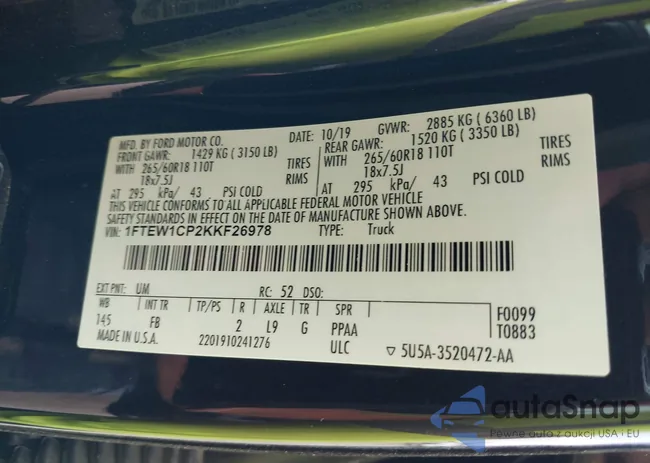 MFD. BY FORD MOTOR CO. DATE: 10/19 GVWR: 2885 KG ( 6360 LB)
FRONT GAWR: 1429 KG ( 3150 LB) REAR GAWR: 1520 KG ( 3350 LB)
WITH 265/60R18 110T TIRES WITH 265/60R18 110T TIRES
18x7.5J RIMS 18x7.5J RIMS
AT 295 kPa/ 43 PSI COLD AT 295 kPa/ 43 PSI COLD
THIS VEHICLE CONFORMS TO ALL APPLICABLE FEDERAL MOTOR VEHICLE
SAFETY STANDARDS IN EFFECT ON THE DATE OF MANUFACTURE SHOWN ABOVE.
VIN: 1FTEW1CP2KKF26978 TYPE: Truck
EXT PNT: UM RC: 52 DSO:
WB INT TR TP/PS R AXLE TR SPR F0099
145 FB 2 L9 G PPAA T0883
MADE IN U.S.A. 2201910241276 ULC ▽ 5U5A-3520472-AA
autoSnap
Pewne auto z aukcji USA i EU